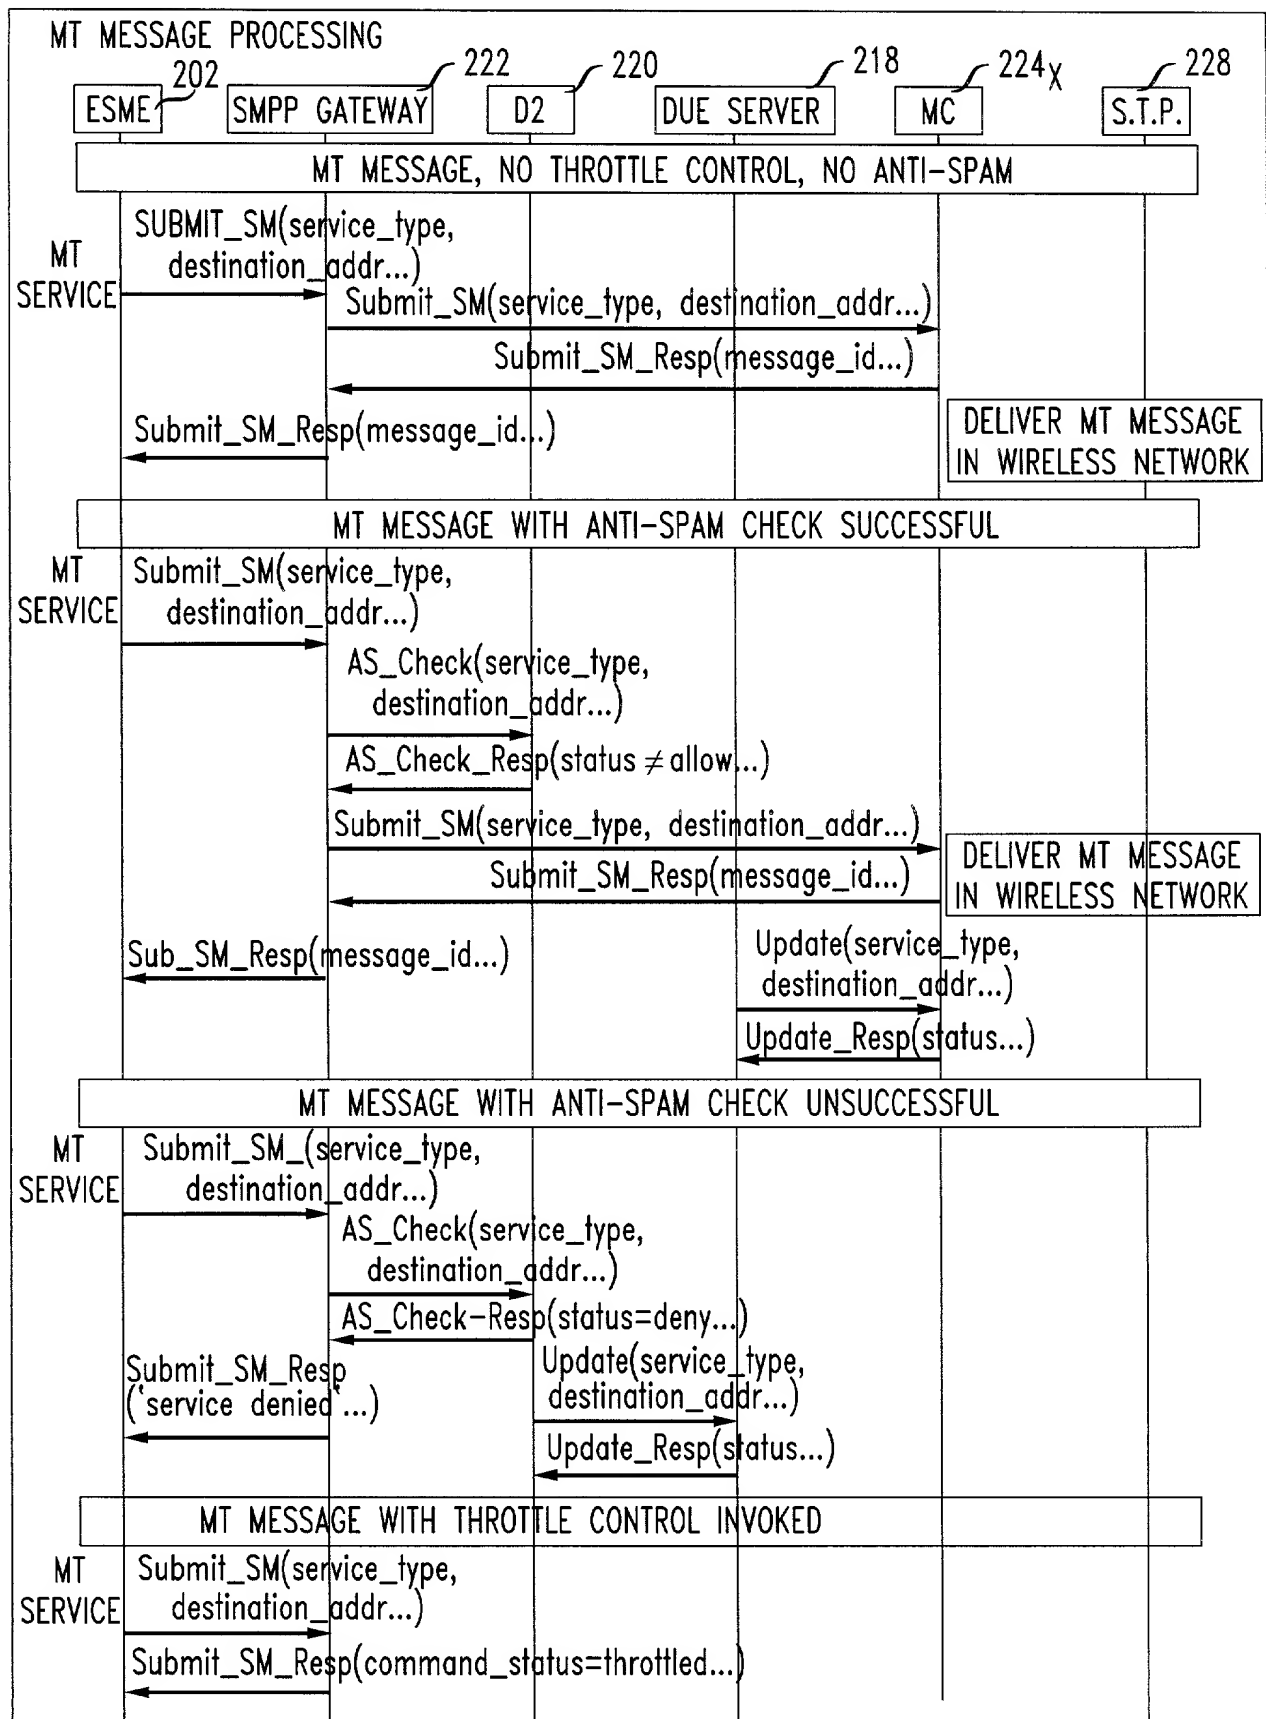 MT MESSAGE PROCESSING
202
222
220
218
224X
228
ESME
SMPP GATEWAY
D2
DUE SERVER
MC
S.T.P.
MT MESSAGE, NO THROTTLE CONTROL, NO ANTI-SPAM
MT
SERVICE
SUBMIT_SM(service_type,
destination_addr...)
Submit_SM(service_type, destination_addr...)
Submit_SM_Resp(message_id...)
Submit_SM_Resp(message_id...)
DELIVER MT MESSAGE
IN WIRELESS NETWORK
MT MESSAGE WITH ANTI-SPAM CHECK SUCCESSFUL
MT
SERVICE
Submit_SM(service_type,
destination_addr...)
AS_Check(service_type,
destination_addr...)
AS_Check_Resp(status ≠ allow...)
Submit_SM(service_type, destination_addr...)
Submit_SM_Resp(message_id...)
DELIVER MT MESSAGE
IN WIRELESS NETWORK
Sub_SM_Resp(message_id...)
Update(service_type,
destination_addr...)
Update_Resp(status...)
MT MESSAGE WITH ANTI-SPAM CHECK UNSUCCESSFUL
MT
SERVICE
Submit_SM_(service_type,
destination_addr...)
AS_Check(service_type,
destination_addr...)
AS_Check-Resp(status=deny...)
Submit_SM_Resp
(‘service denied‘...)
Update(service_type,
destination_addr...)
Update_Resp(status...)
MT MESSAGE WITH THROTTLE CONTROL INVOKED
MT
SERVICE
Submit_SM(service_type,
destination_addr...)
Submit_SM_Resp(command_status=throttled...)